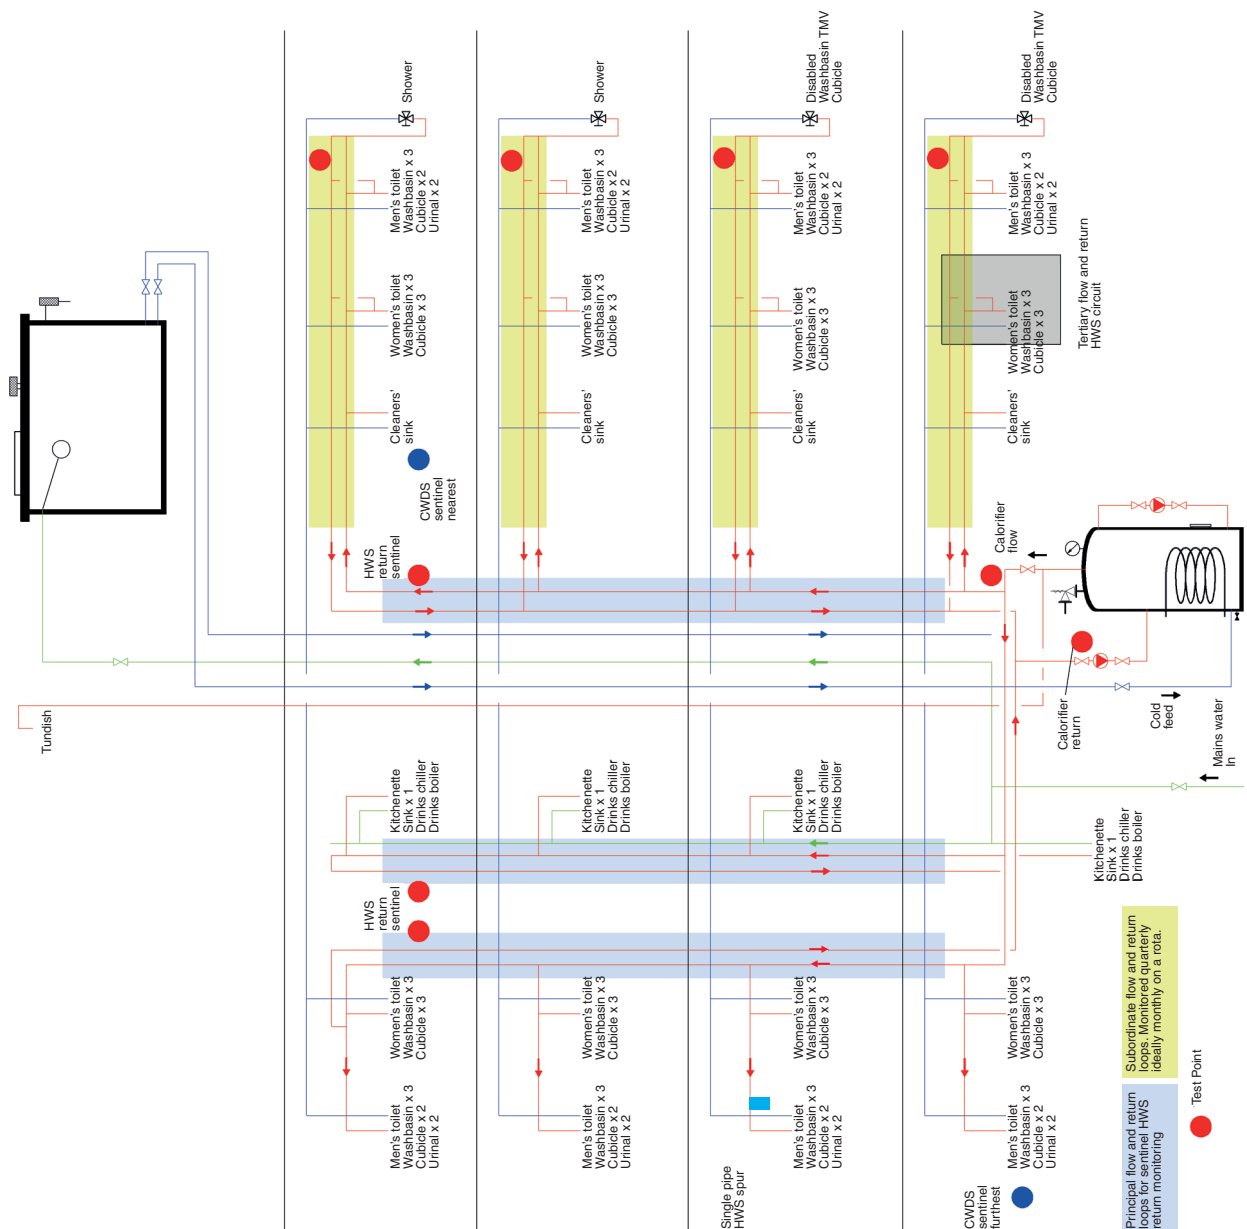 Shower
Shower
Disabled
Washbasin TMV
Cubicle
Disabled
Washbasin TMV
Cubicle
Men's toilet
Washbasin x 3
Cubicle x 2
Urinal x 2
Men's toilet
Washbasin x 3
Cubicle x 2
Urinal x 2
Men's toilet
Washbasin x 3
Cubicle x 2
Urinal x 2
Men's toilet
Washbasin x 3
Cubicle x 2
Urinal x 2
Women's toilet
Washbasin x 3
Cubicle x 3
Women's toilet
Washbasin x 3
Cubicle x 3
Women's toilet
Washbasin x 3
Cubicle x 3
Women's toilet
Washbasin x 3
Cubicle x 3
Tertiary flow and return
HWS circuit
Cleaners'
sink
Cleaners'
sink
Cleaners'
sink
Cleaners'
sink
CWDS
sentinel
nearest
HWS
return
sentinel
Calorifier
flow
Tundish
Calorifier
return
Cold
feed
Mains water
In
Kitchenette
Sink x 1
Drinks chiller
Drinks boiler
Kitchenette
Sink x 1
Drinks chiller
Drinks boiler
Kitchenette
Sink x 1
Drinks chiller
Drinks boiler
Kitchenette
Sink x 1
Drinks chiller
Drinks boiler
HWS
return
sentinel
Women's toilet
Washbasin x 3
Cubicle x 3
Women's toilet
Washbasin x 3
Cubicle x 3
Women's toilet
Washbasin x 3
Cubicle x 3
Women's toilet
Washbasin x 3
Cubicle x 3
Men's toilet
Washbasin x 3
Cubicle x 2
Urinal x 2
Men's toilet
Washbasin x 3
Cubicle x 2
Urinal x 2
Men's toilet
Washbasin x 3
Cubicle x 2
Urinal x 2
Men's toilet
Washbasin x 3
Cubicle x 2
Urinal x 2
Single pipe
HWS spur
CWDS
sentinel
furthest
Subordinate flow and return
loops. Monitored quarterly
ideally monthly on a rota.
Principal flow and return
loops for sentinel HWS
return monitoring
Test Point